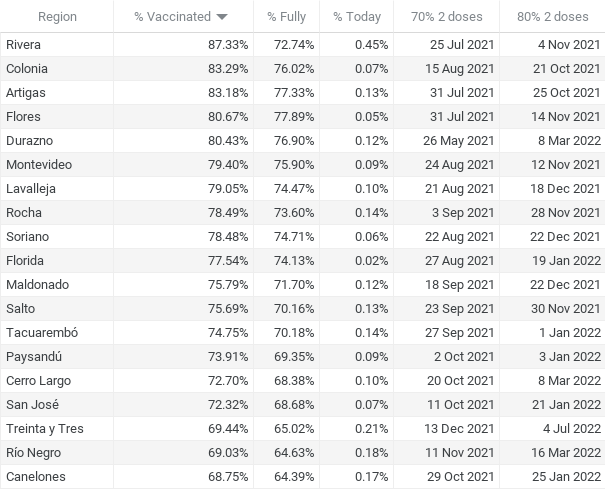 Region % Vaccinated % Fully % Today 70% 2 doses 80% 2 doses
Rivera 87.33% 72.74% 0.45% 25 Jul 2021 4 Nov 2021
Colonia 83.29% 76.02% 0.07% 15 Aug 2021 21 Oct 2021
Artigas 83.18% 77.33% 0.13% 31 Jul 2021 25 Oct 2021
Flores 80.67% 77.89% 0.05% 31 Jul 2021 14 Nov 2021
Durazno 80.43% 76.90% 0.12% 26 May 2021 8 Mar 2022
Montevideo 79.40% 75.90% 0.09% 24 Aug 2021 12 Nov 2021
Lavalleja 79.05% 74.47% 0.10% 21 Aug 2021 18 Dec 2021
Rocha 78.49% 73.60% 0.14% 3 Sep 2021 28 Nov 2021
Soriano 78.48% 74.71% 0.06% 22 Aug 2021 22 Dec 2021
Florida 77.54% 74.13% 0.02% 27 Aug 2021 19 Jan 2022
Maldonado 75.79% 71.70% 0.12% 18 Sep 2021 22 Dec 2021
Salto 75.69% 70.16% 0.13% 23 Sep 2021 30 Nov 2021
Tacuarembó 74.75% 70.18% 0.14% 27 Sep 2021 1 Jan 2022
Paysandú 73.91% 69.35% 0.09% 2 Oct 2021 3 Jan 2022
Cerro Largo 72.70% 68.38% 0.10% 20 Oct 2021 8 Mar 2022
San José 72.32% 68.68% 0.07% 11 Oct 2021 21 Jan 2022
Treinta y Tres 69.44% 65.02% 0.21% 13 Dec 2021 4 Jul 2022
Río Negro 69.03% 64.63% 0.18% 11 Nov 2021 16 Mar 2022
Canelones 68.75% 64.39% 0.17% 29 Oct 2021 25 Jan 2022